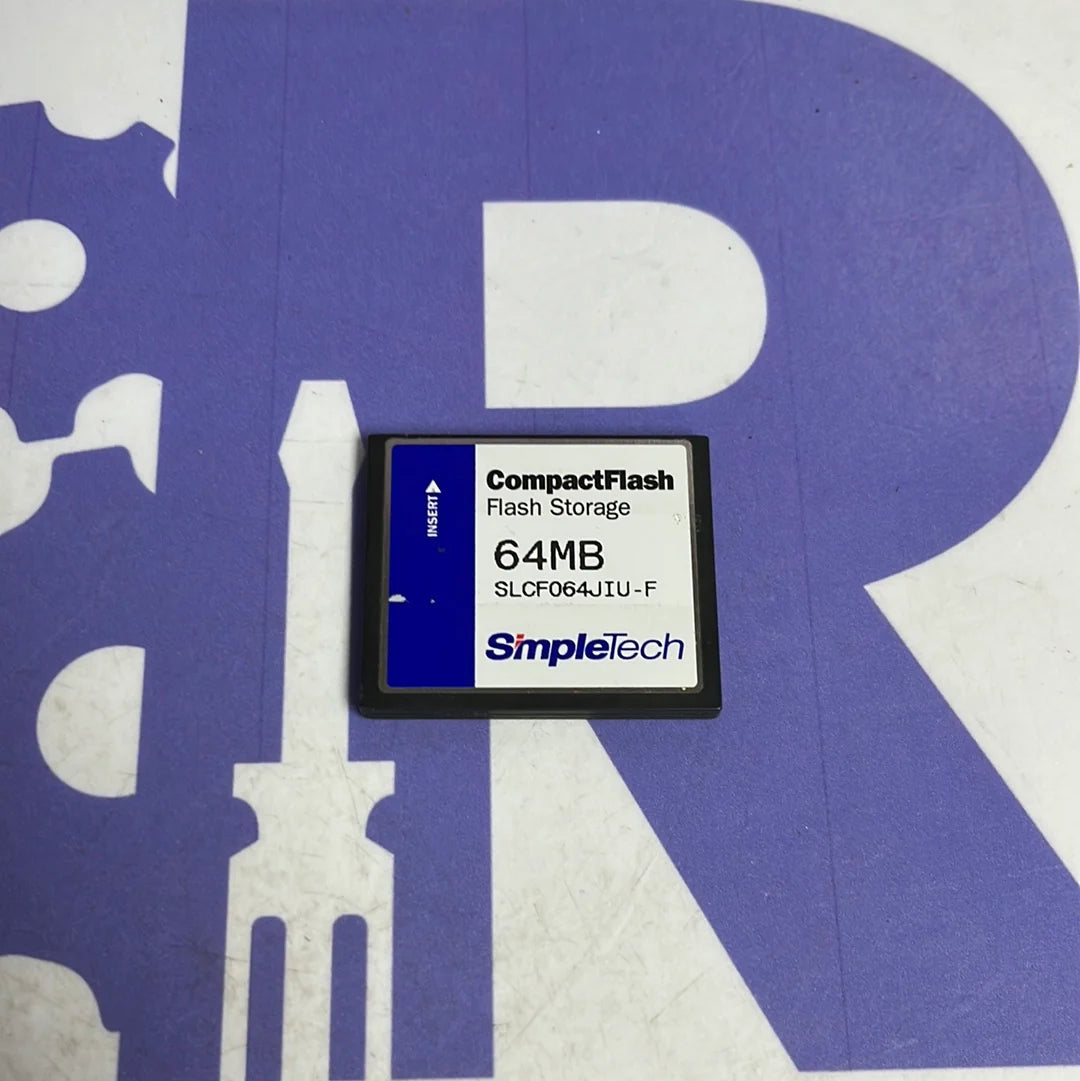 INSERT
CompactFlash
Flash Storage
64MB
SLCF064JIU-F
SimpleTech
R